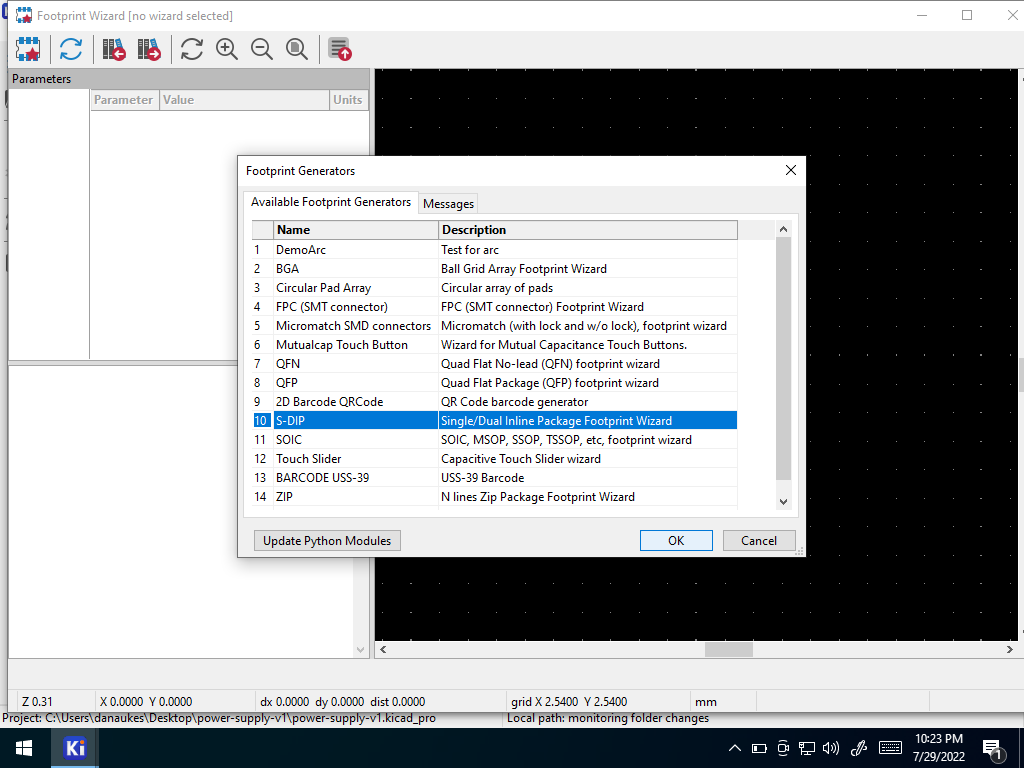 Footprint Wizard [no wizard selected]
Parameters
Parameter Value Units
Footprint Generators
Available Footprint Generators Messages
Name Description
1 DemoArc Test for arc
2 BGA Ball Grid Array Footprint Wizard
3 Circular Pad Array Circular array of pads
4 FPC (SMT connector) FPC (SMT connector) Footprint Wizard
5 Micromatch SMD connectors Micromatch (with lock and w/o lock), footprint wizard
6 Mutualcap Touch Button Wizard for Mutual Capacitance Touch Buttons.
7 QFN Quad Flat No-lead (QFN) footprint wizard
8 QFP Quad Flat Package (QFP) footprint wizard
9 2D Barcode QRCode QR Code barcode generator
10 S-DIP Single/Dual Inline Package Footprint Wizard
11 SOIC SOIC, MSOP, SSOP, TSSOP, etc, footprint wizard
12 Touch Slider Capacitive Touch Slider wizard
13 BARCODE USS-39 USS-39 Barcode
14 ZIP N lines Zip Package Footprint Wizard
Update Python Modules OK Cancel
Z 0.31 X 0.0000 Y 0.0000 dx 0.0000 dy 0.0000 dist 0.0000 grid X 2.5400 Y 2.5400 mm
Project: C:\Users\danaukes\Desktop\power-supply-v1\power-supply-v1.kicad_pro Local path: monitoring folder changes
Ki
10:23 PM
7/29/2022
1